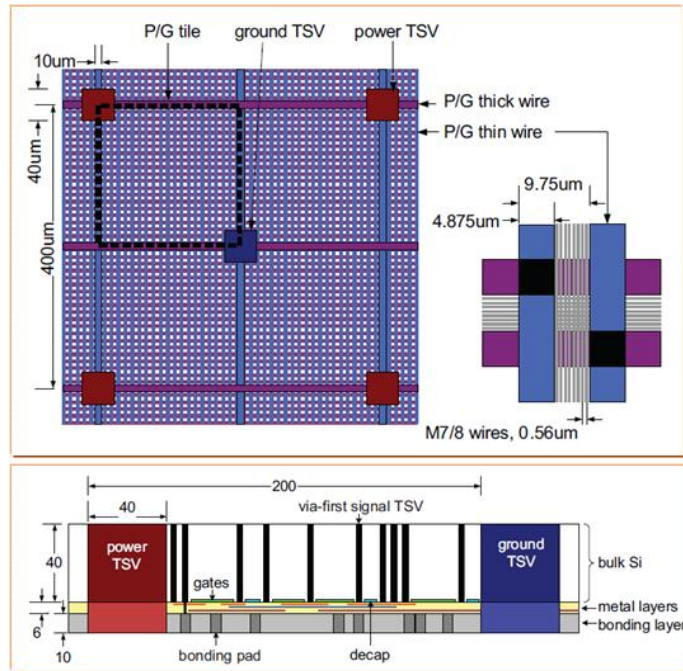 P/G tile
ground TSV
power TSV
10um
P/G thick wire
P/G thin wire
40um
400um
9.75um
4.875um
M7/8 wires, 0.56um
200
40
via-first signal TSV
power
TSV
ground
TSV
40
bulk Si
gates
metal layers
6
bonding layer
10
bonding pad
decap